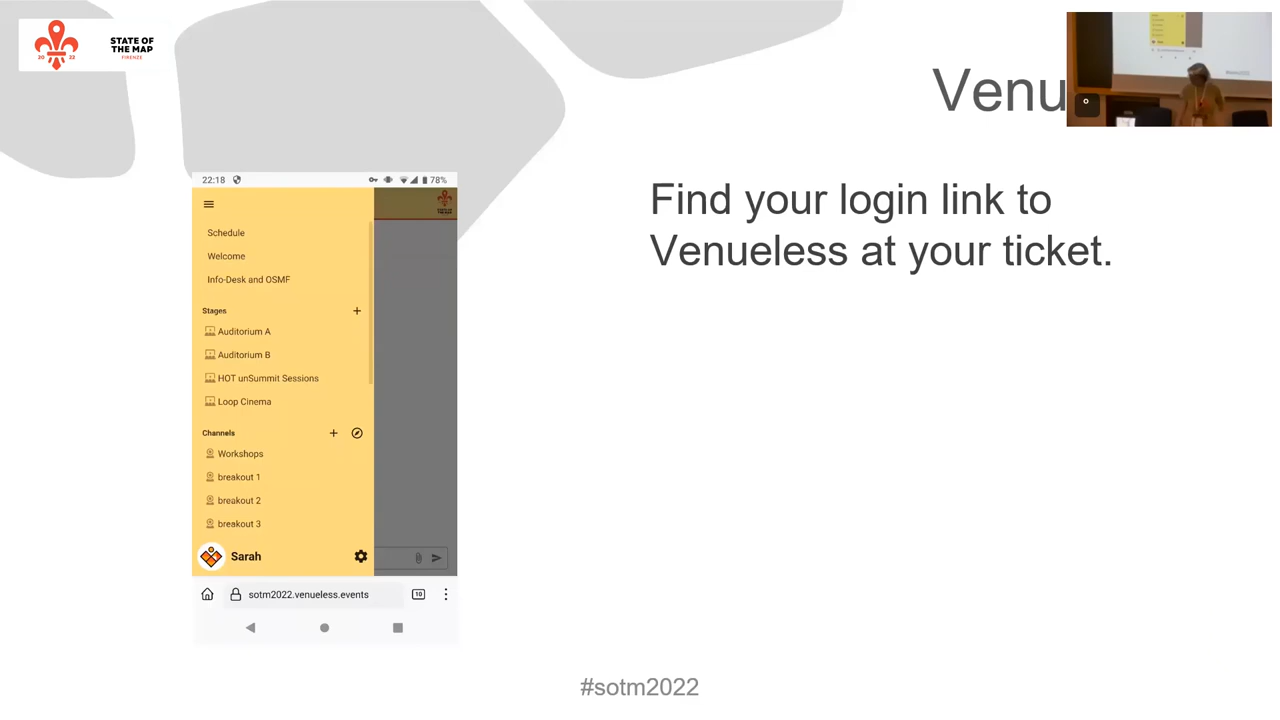 20 22
STATE OF
THE MAP
FIRENZE
Venu
Find your login link to
Venueless at your ticket.
22:18
78%
Schedule
Welcome
Info-Desk and OSMF
Stages +
Auditorium A
Auditorium B
HOT unSummit Sessions
Loop Cinema
Channels +
Workshops
breakout 1
breakout 2
breakout 3
Sarah
sotm2022.venueless.events
10
#sotm2022